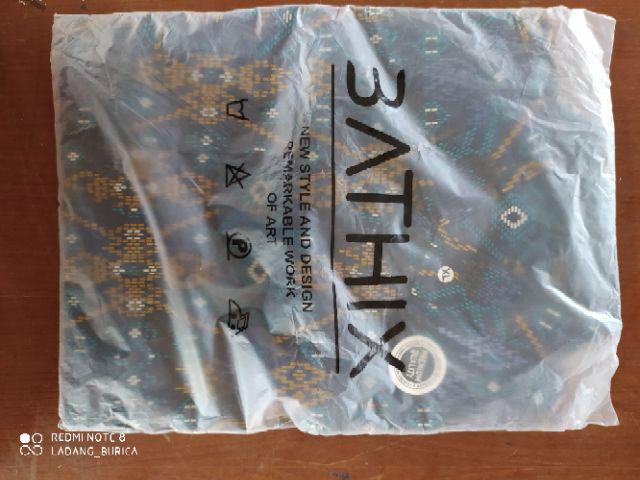 BATHIX
NEW STYLE AND DESIGN
REMARKABLE WORK
OF ART
XL
P
REDMI NOTE 8
LADANG_BURICA